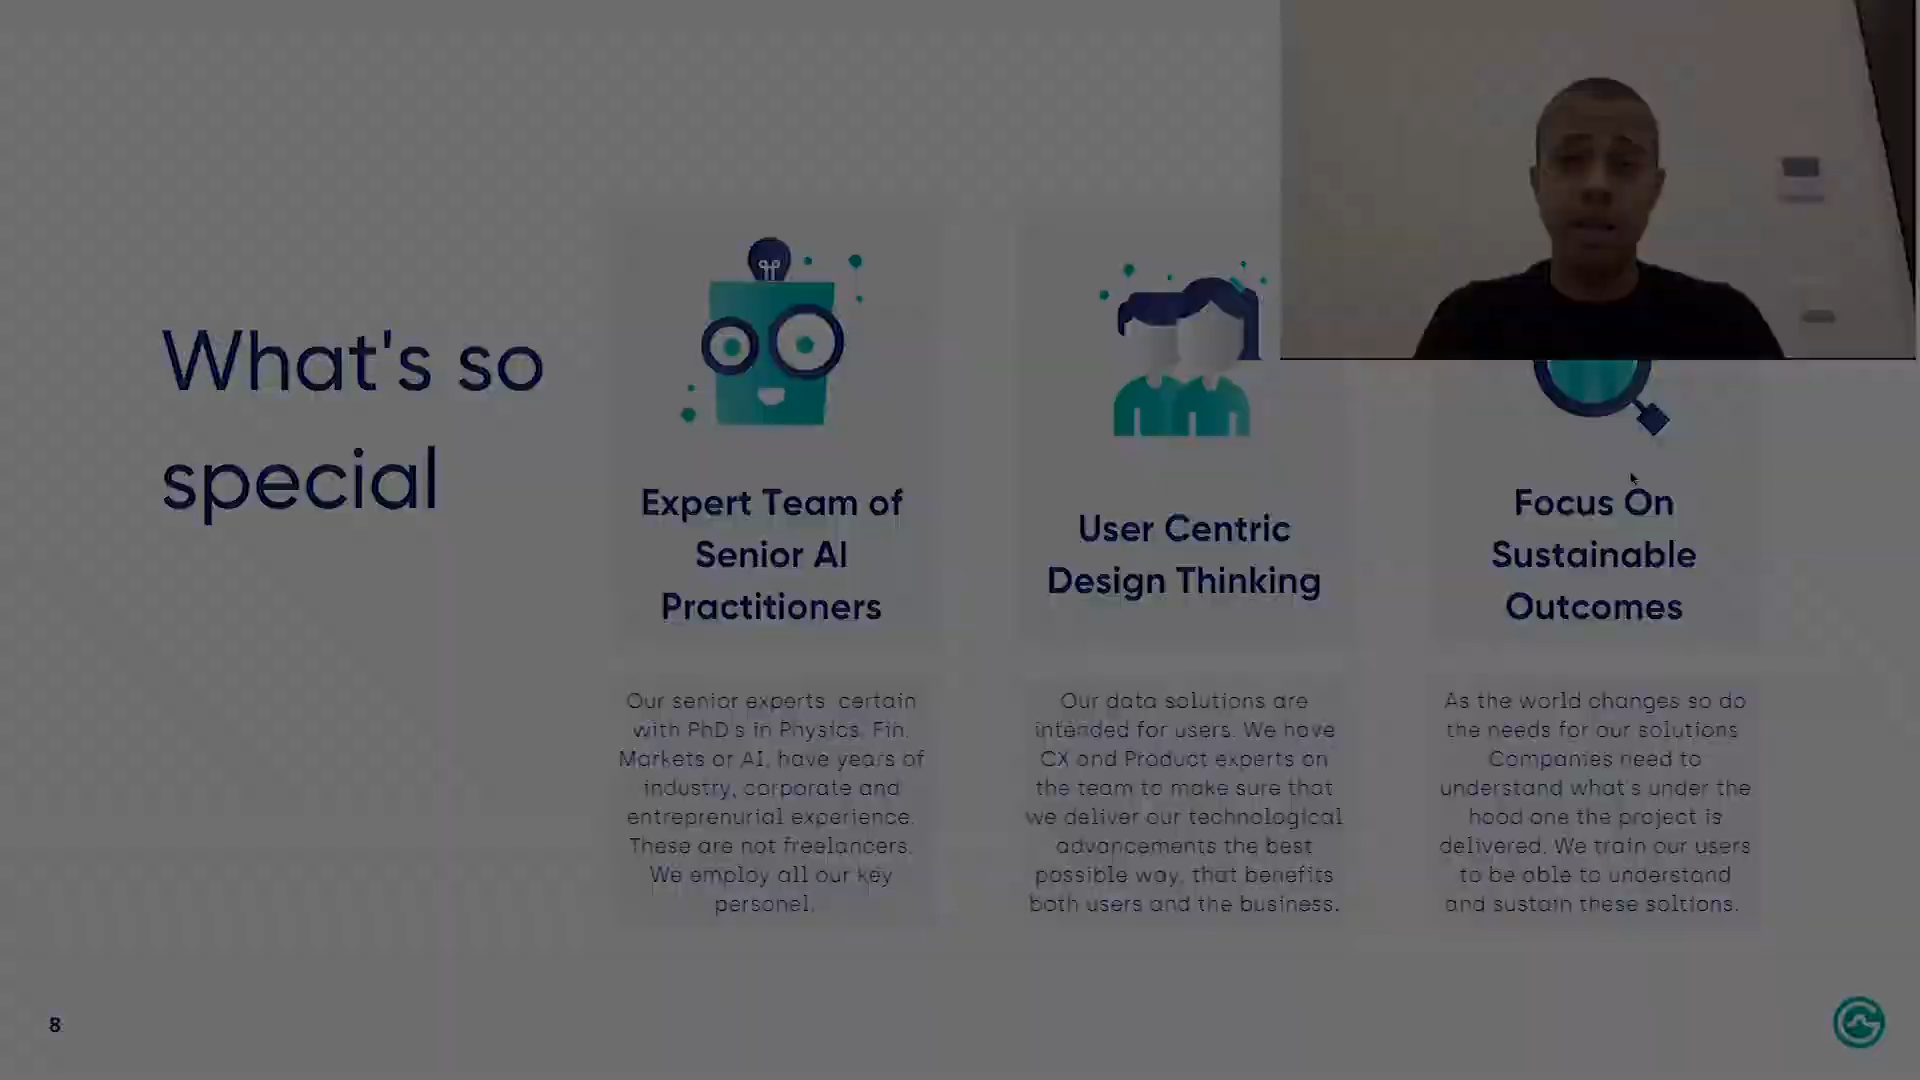 What's so
special
Expert Team of
Senior AI
Practitioners
Our senior experts certain
with PhD's in Physics, Fin.
Markets or AI, have years of
industry, corporate and
entreprenurial experience.
These are not freelancers.
We employ all our key
personel.
User Centric
Design Thinking
Our data solutions are
intended for users. We have
CX and Product experts on
the team to make sure that
we deliver our technological
advancements the best
possible way, that benefits
both users and the business.
Focus On
Sustainable
Outcomes
As the world changes so do
the needs for our solutions
Companies need to
understand what's under the
hood one the project is
delivered. We train our users
to be able to understand
and sustain these soltions.
8